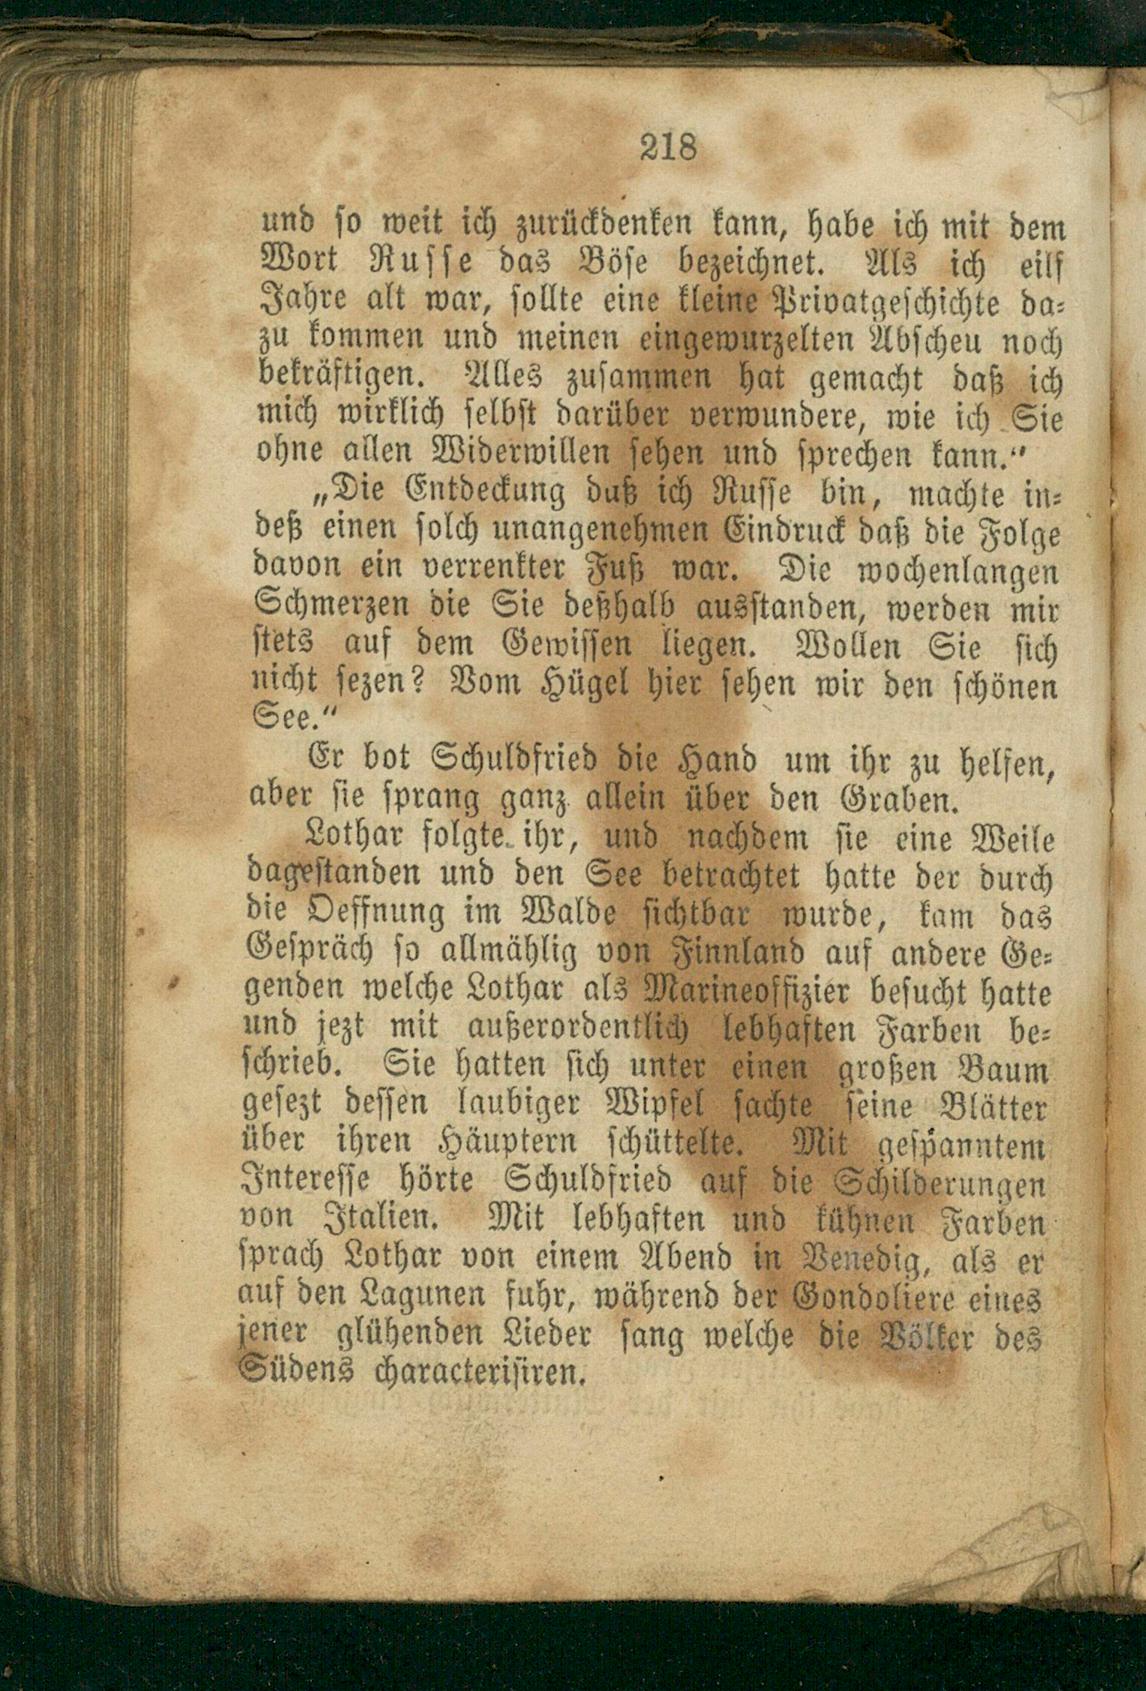 218
und so weit ich zurückdenken kann, habe ich mit dem
Wort Russe das Böse bezeichnet. Als ich eilf
Jahre alt war, sollte eine kleine Privatgeschichte da-
zu kommen und meinen eingewurzelten Abscheu noch
bekräftigen. Alles zusammen hat gemacht daß ich
mich wirklich selbst darüber verwundere, wie ich Sie
ohne allen Widerwillen sehen und sprechen kann.“
„Die Entdeckung daß ich Russe bin, machte in-
deß einen solch unangenehmen Eindruck daß die Folge
davon ein verrenkter Fuß war. Die wochenlangen
Schmerzen die Sie deßhalb ausstanden, werden mir
stets auf dem Gewissen liegen. Wollen Sie sich
nicht sezen? Vom Hügel hier sehen wir den schönen
See.“
Er bot Schuldfried die Hand um ihr zu helfen,
aber sie sprang ganz allein über den Graben.
Lothar folgte ihr, und nachdem sie eine Weile
dagestanden und den See betrachtet hatte der durch
die Oeffnung im Walde sichtbar wurde, kam das
Gespräch so allmählig von Finnland auf andere Ge-
genden welche Lothar als Marineoffizier besucht hatte
und jezt mit außerordentlich lebhaften Farben be-
schrieb. Sie hatten sich unter einen großen Baum
gesezt dessen laubiger Wipfel sachte seine Blätter
über ihren Häuptern schüttelte. Mit gespanntem
Interesse hörte Schuldfried auf die Schilderungen
von Italien. Mit lebhaften und kühnen Farben
sprach Lothar von einem Abend in Venedig, als er
auf den Lagunen fuhr, während der Gondoliere eines
jener glühenden Lieder sang welche die Völker des
Südens characterisiren.